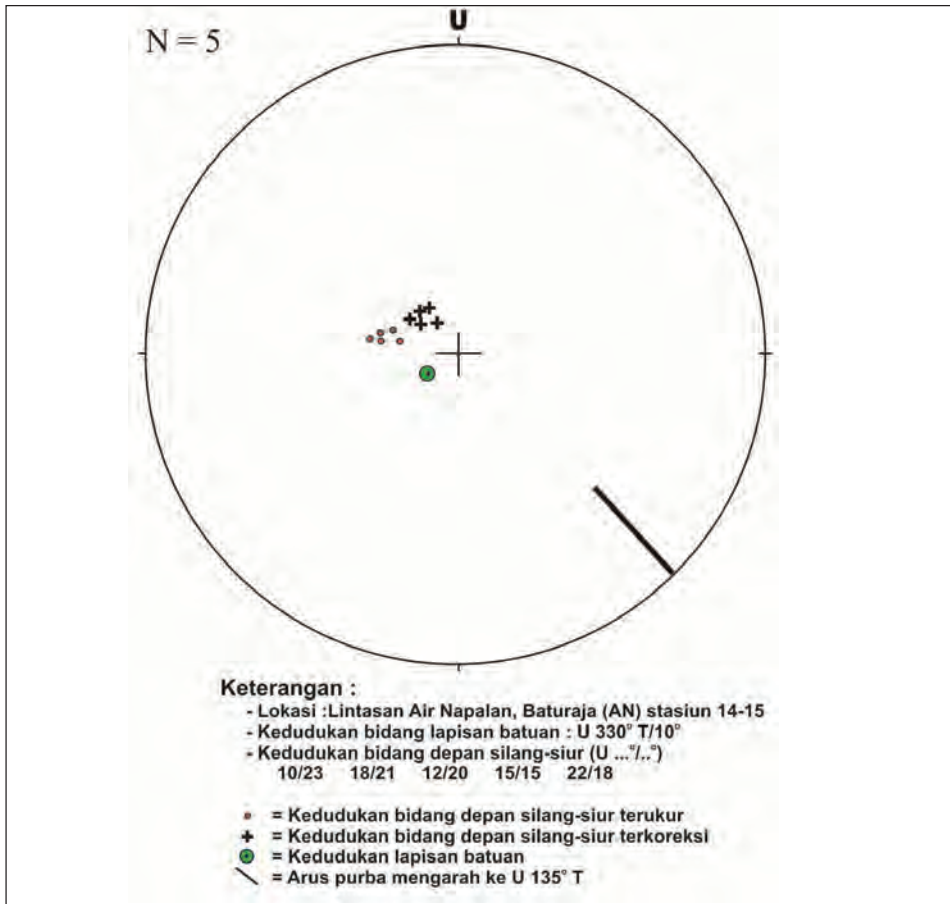 U
N = 5
Keterangan :
- Lokasi :Lintasan Air Napalan, Baturaja (AN) stasiun 14-15
- Kedudukan bidang lapisan batuan : U 330° T/10°
- Kedudukan bidang depan silang-siur (U ...°/..°)
10/23 18/21 12/20 15/15 22/18
= Kedudukan bidang depan silang-siur terukur
= Kedudukan bidang depan silang-siur terkoreksi
= Kedudukan lapisan batuan
= Arus purba mengarah ke U 135° T